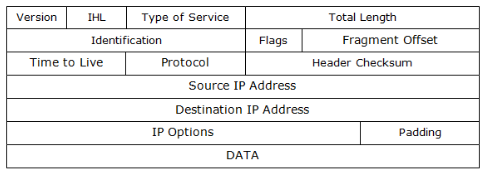 Version IHL Type of Service Total Length
Identification Flags Fragment Offset
Time to Live Protocol Header Checksum
Source IP Address
Destination IP Address
IP Options Padding
DATA